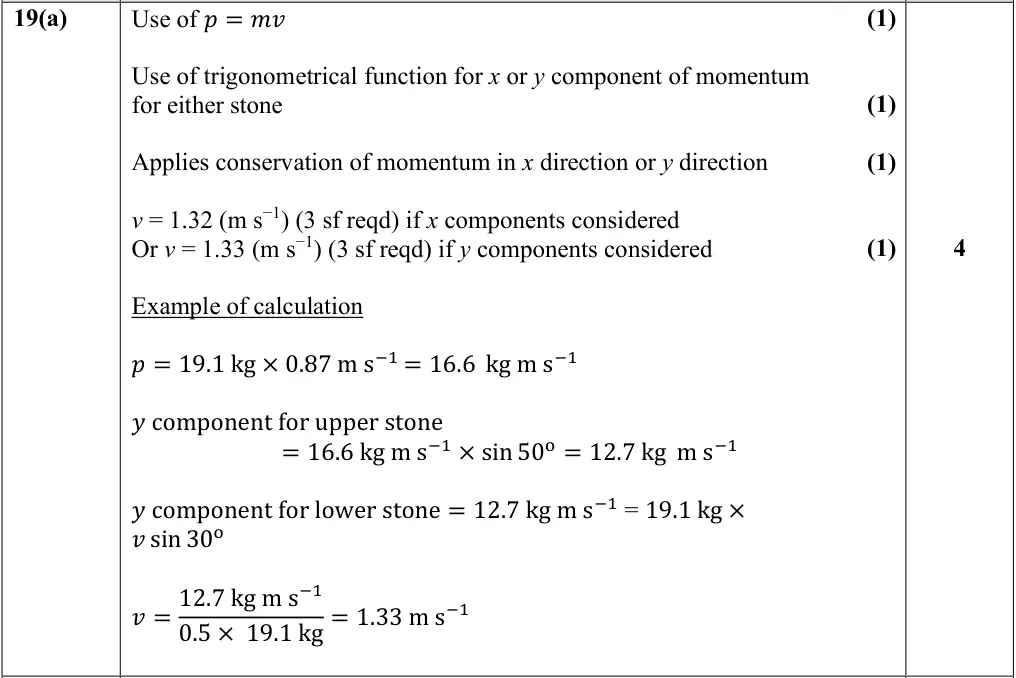 19(a) Use of 𝑝 = 𝑚𝑣 (1)
Use of trigonometrical function for x or y component of momentum
for either stone (1)
Applies conservation of momentum in x direction or y direction (1)
v = 1.32 (m s⁻¹) (3 sf reqd) if x components considered
Or v = 1.33 (m s⁻¹) (3 sf reqd) if y components considered (1) 4
Example of calculation
𝑝 = 19.1 kg × 0.87 m s⁻¹ = 16.6 kg m s⁻¹
𝑦 component for upper stone
= 16.6 kg m s⁻¹ × sin 50º = 12.7 kg m s⁻¹
𝑦 component for lower stone = 12.7 kg m s⁻¹ = 19.1 kg ×
𝑣 sin 30º
𝑣 = 12.7 kg m s⁻¹ / 0.5 × 19.1 kg = 1.33 m s⁻¹